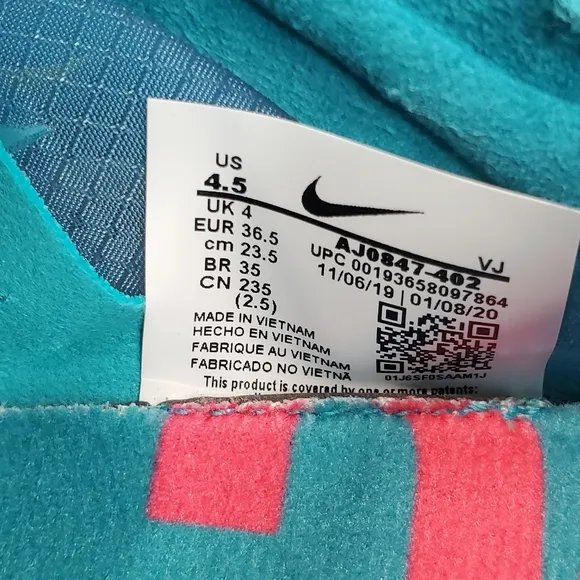 US
4.5
UK 4
EUR 36.5
cm 23.5
BR 35
CN 235
(2.5)
AJ0847-402
VJ
UPC 00193658097864
11/06/19 | 01/08/20
01J6SF0SAAM1J
MADE IN VIETNAM
HECHO EN VIETNAM
FABRIQUE AU VIETNAM
FABRICADO NO VIETNÃ
This product is covered by one or more patents: